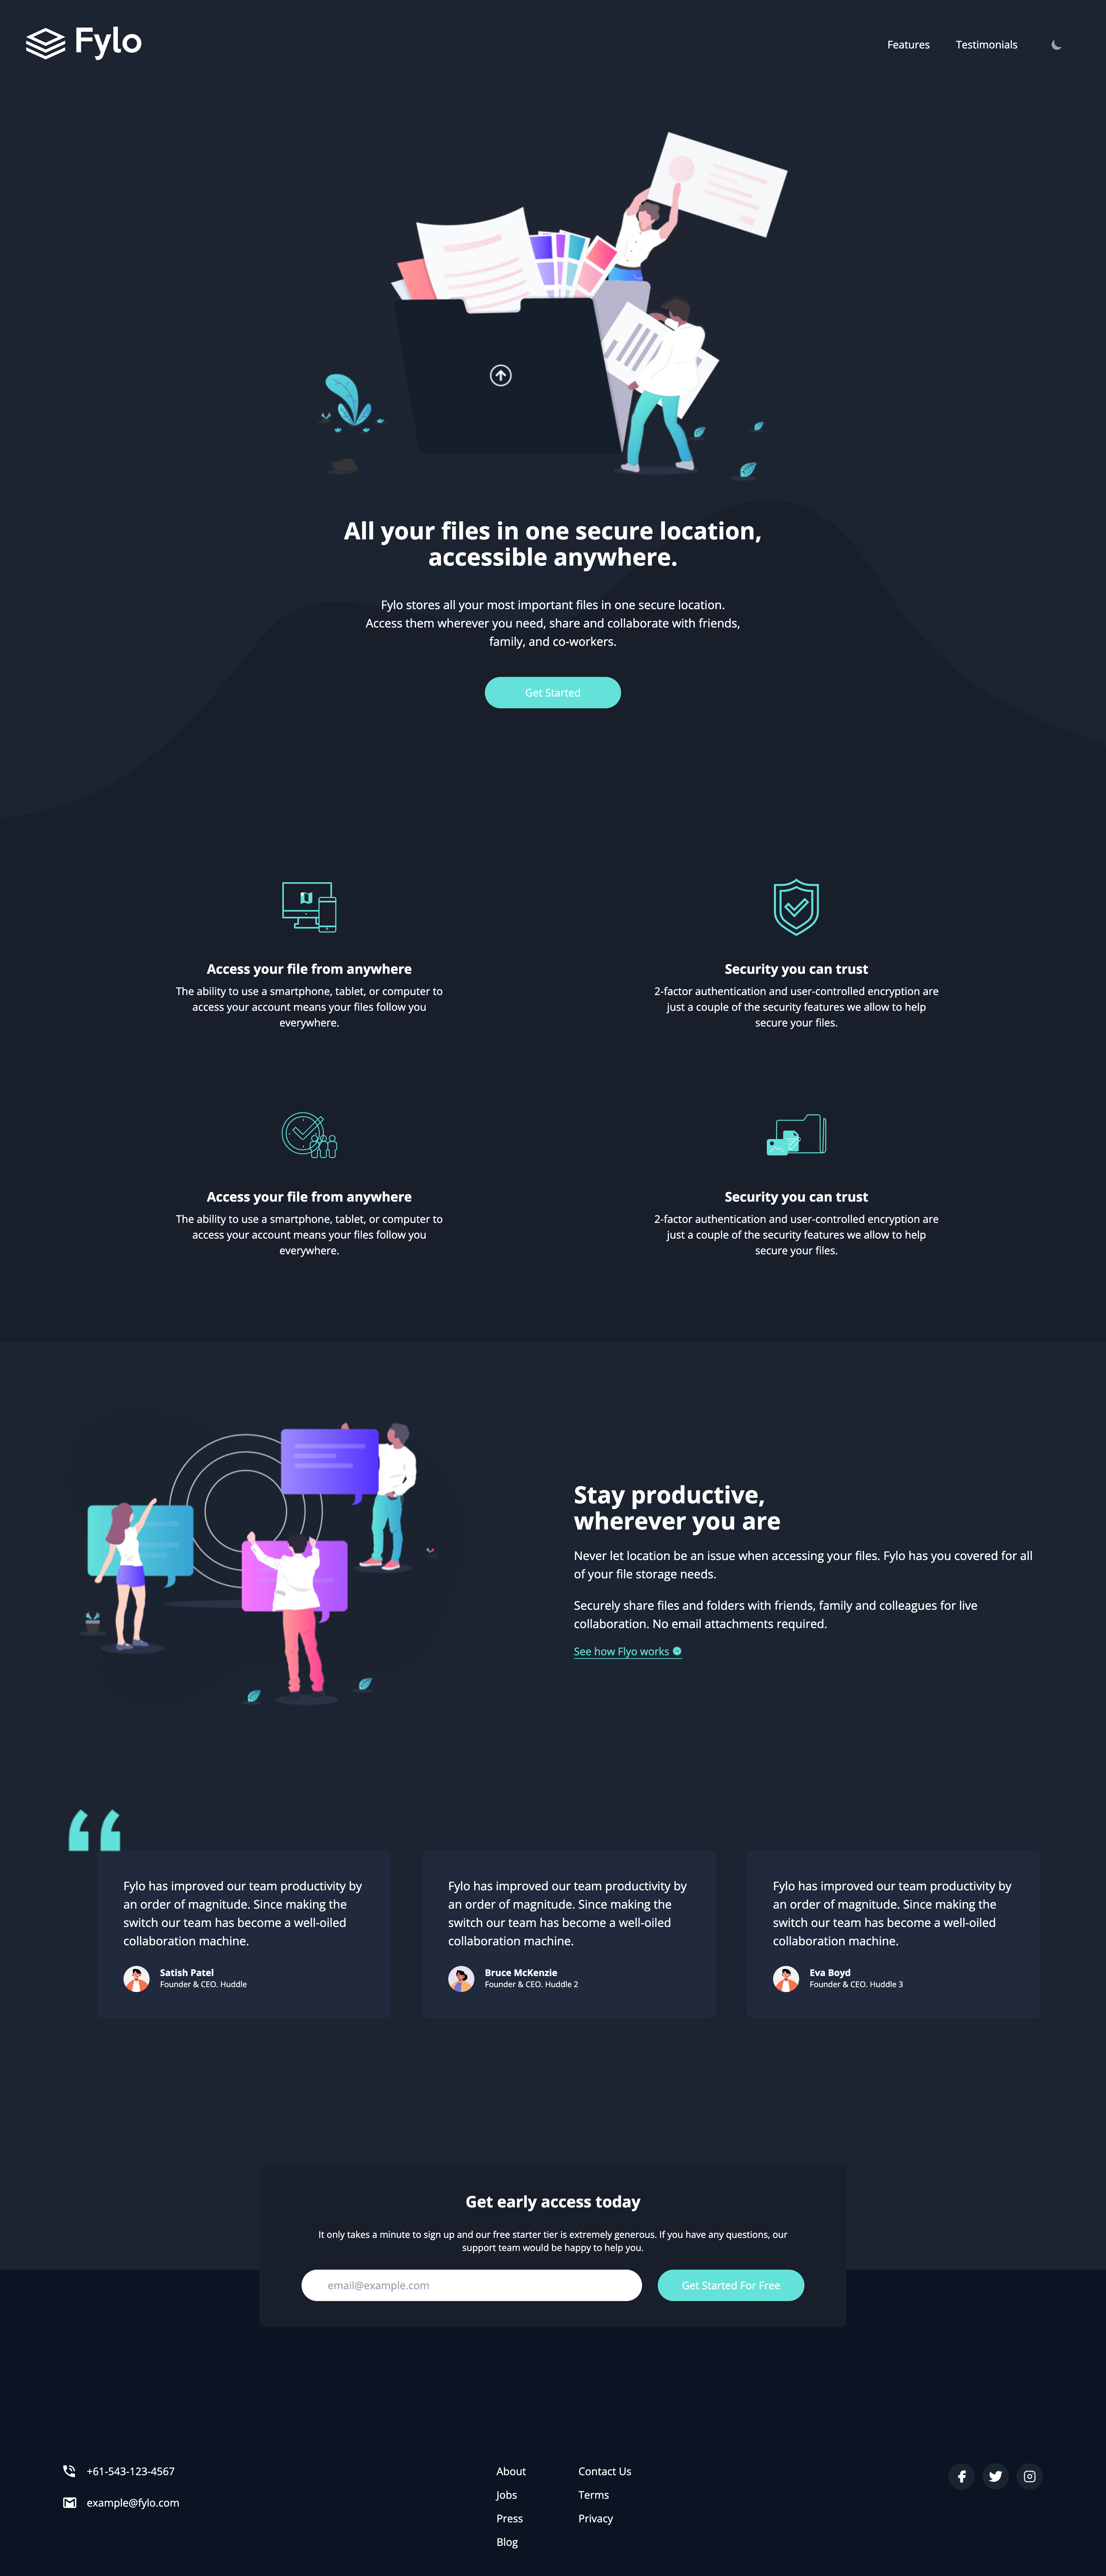 Fylo
Features
Testimonials
All your files in one secure location,
accessible anywhere.
Fylo stores all your most important files in one secure location.
Access them wherever you need, share and collaborate with friends,
family, and co-workers.
Get Started
Access your file from anywhere
The ability to use a smartphone, tablet, or computer to
access your account means your files follow you
everywhere.
Security you can trust
2-factor authentication and user-controlled encryption are
just a couple of the security features we allow to help
secure your files.
Access your file from anywhere
The ability to use a smartphone, tablet, or computer to
access your account means your files follow you
everywhere.
Security you can trust
2-factor authentication and user-controlled encryption are
just a couple of the security features we allow to help
secure your files.
Stay productive,
wherever you are
Never let location be an issue when accessing your files. Fylo has you covered for all
of your file storage needs.
Securely share files and folders with friends, family and colleagues for live
collaboration. No email attachments required.
See how Flyo works
Fylo has improved our team productivity by
an order of magnitude. Since making the
switch our team has become a well-oiled
collaboration machine.
Satish Patel
Founder & CEO. Huddle
Fylo has improved our team productivity by
an order of magnitude. Since making the
switch our team has become a well-oiled
collaboration machine.
Bruce McKenzie
Founder & CEO. Huddle 2
Fylo has improved our team productivity by
an order of magnitude. Since making the
switch our team has become a well-oiled
collaboration machine.
Eva Boyd
Founder & CEO. Huddle 3
Get early access today
It only takes a minute to sign up and our free starter tier is extremely generous. If you have any questions, our
support team would be happy to help you.
email@example.com
Get Started For Free
+61-543-123-4567
example@fylo.com
About
Jobs
Press
Blog
Contact Us
Terms
Privacy